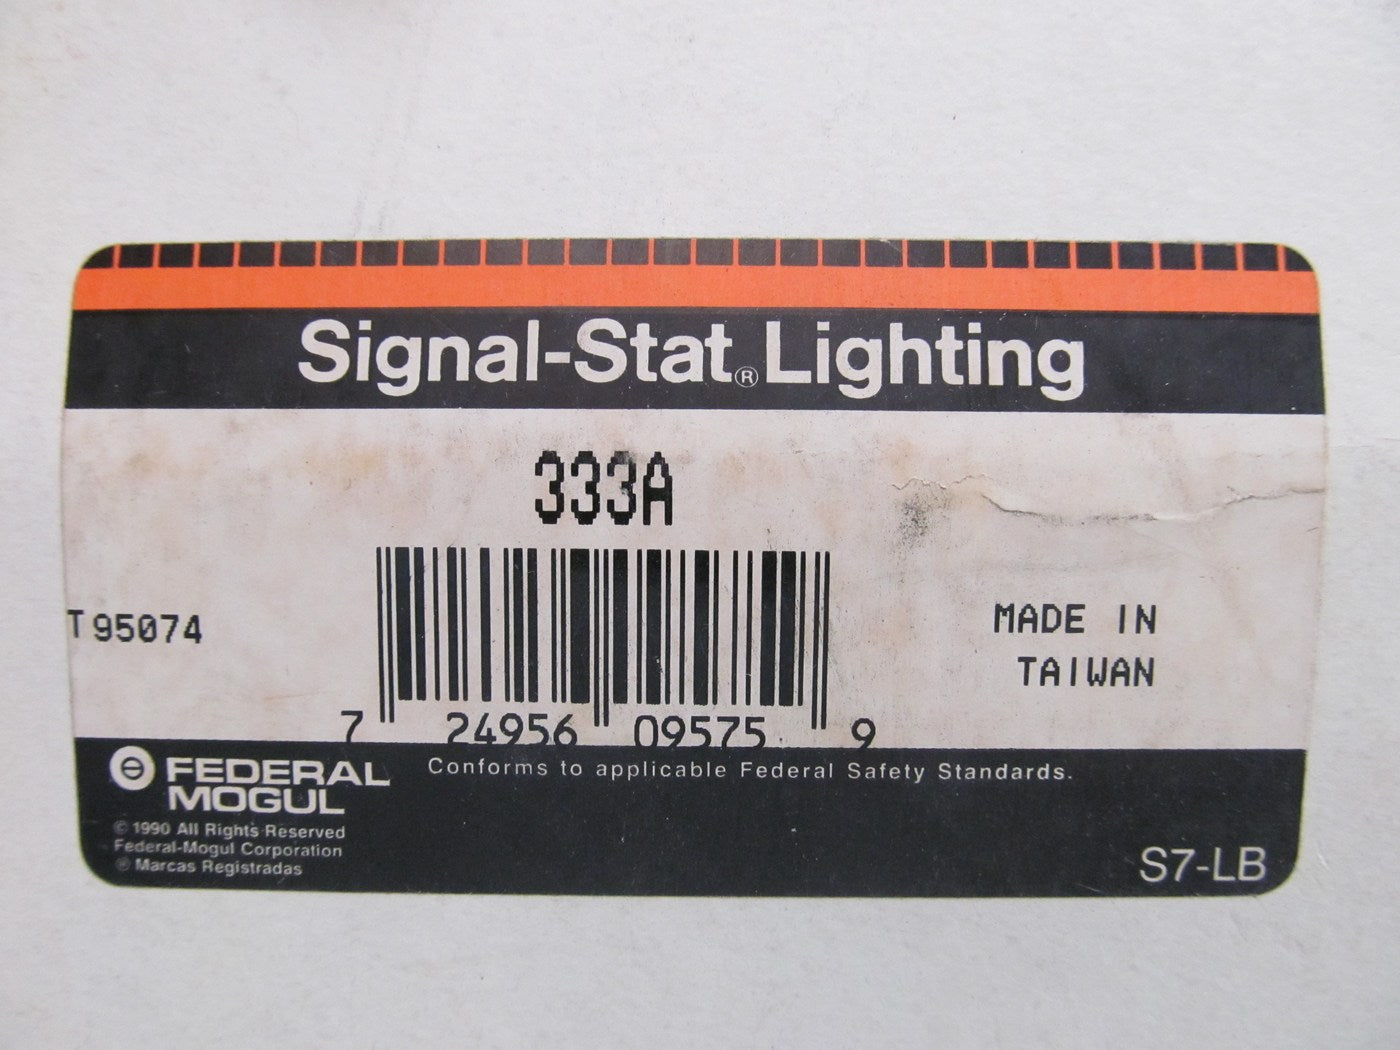 Signal-Stat® Lighting
333A
T 95074
MADE IN
TAIWAN
7 24956 09575 9
FEDERAL
MOGUL
Conforms to applicable Federal Safety Standards.
© 1990 All Rights Reserved
Federal-Mogul Corporation
® Marcas Registradas
S7-LB